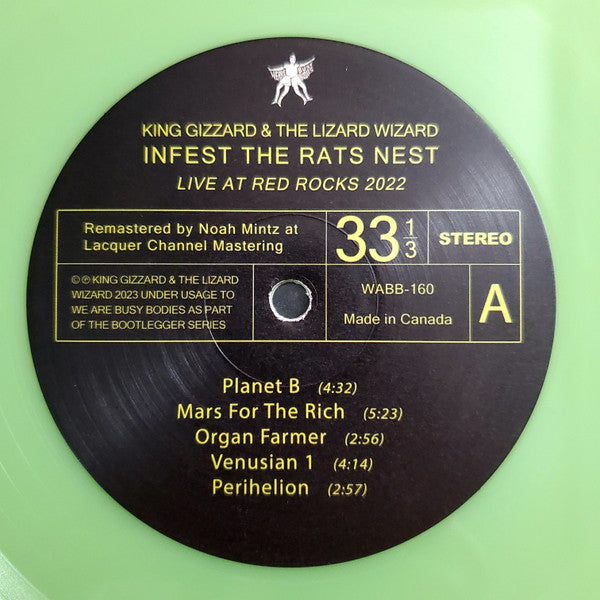 KING GIZZARD & THE LIZARD WIZARD
INFEST THE RATS NEST
LIVE AT RED ROCKS 2022
Remastered by Noah Mintz at
Lacquer Channel Mastering
33 1/3
STEREO
©℗ KING GIZZARD & THE LIZARD
WIZARD 2023 UNDER USAGE TO
WE ARE BUSY BODIES AS PART
OF THE BOOTLEGGER SERIES
WABB-160
Made in Canada
A
Planet B (4:32)
Mars For The Rich (5:23)
Organ Farmer (2:56)
Venusian 1 (4:14)
Perihelion (2:57)